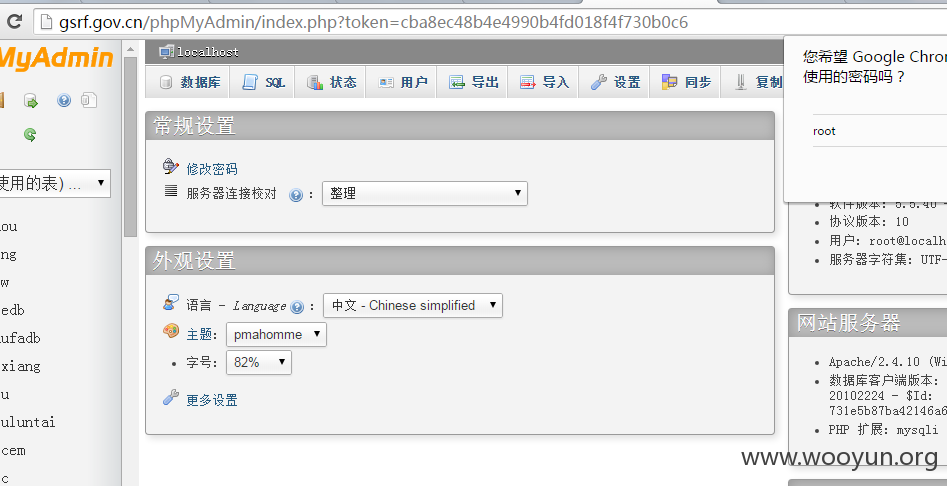 gsrf.gov.cn/phpMyAdmin/index.php?token=cba8ec48b4e4990b4fd018f4f730b0c6
MyAdmin
localhost
数据库 SQL 状态 用户 导出 导入 设置 同步 复制
您希望 Google Chro
使用的密码吗？
root
常规设置
修改密码
服务器连接校对 ： 整理
使用的表) ...
ou
ng
w
edb
ufadb
xiang
u
uluntai
cem
c
外观设置
语言 - Language ： 中文 - Chinese simplified
主题: pmahomme
字号: 82%
更多设置
软件版本: 5.5.40 -
协议版本: 10
用户: root@localh
服务器字符集: UTF-
网站服务器
Apache/2.4.10 (Wi
数据库客户端版本:
20102224 - $Id:
731e5b87ba42146a6
PHP 扩展: mysqli
www.wooyun.org